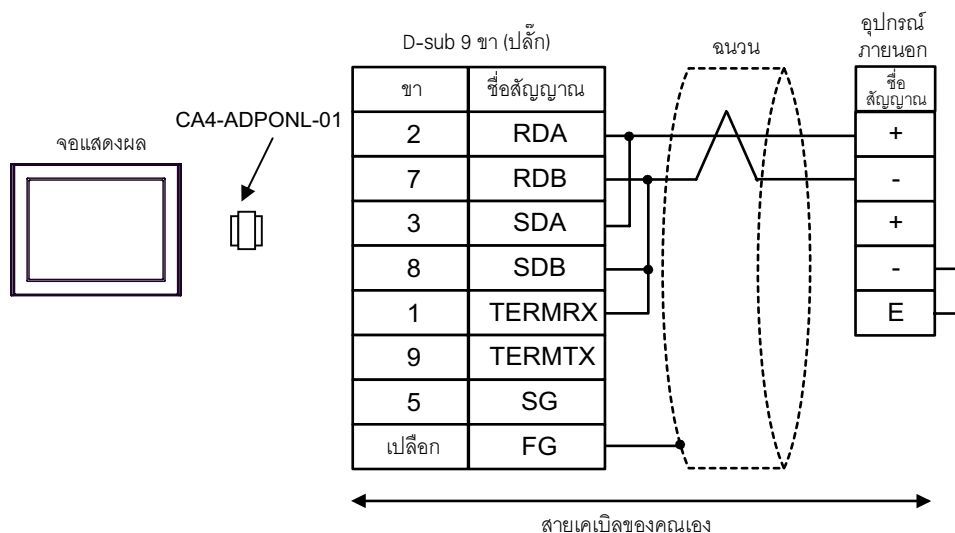 D-sub 9 ขา (ปลั๊ก)
ฉนวน
อุปกรณ์
ภายนอก
จอแสดงผล
CA4-ADPONL-01
ขา ชื่อสัญญาณ
2 RDA
7 RDB
3 SDA
8 SDB
1 TERMRX
9 TERMTX
5 SG
เปลือก FG
ชื่อ
สัญญาณ
+
-
+
-
E
สายเคเบิลของคุณเอง